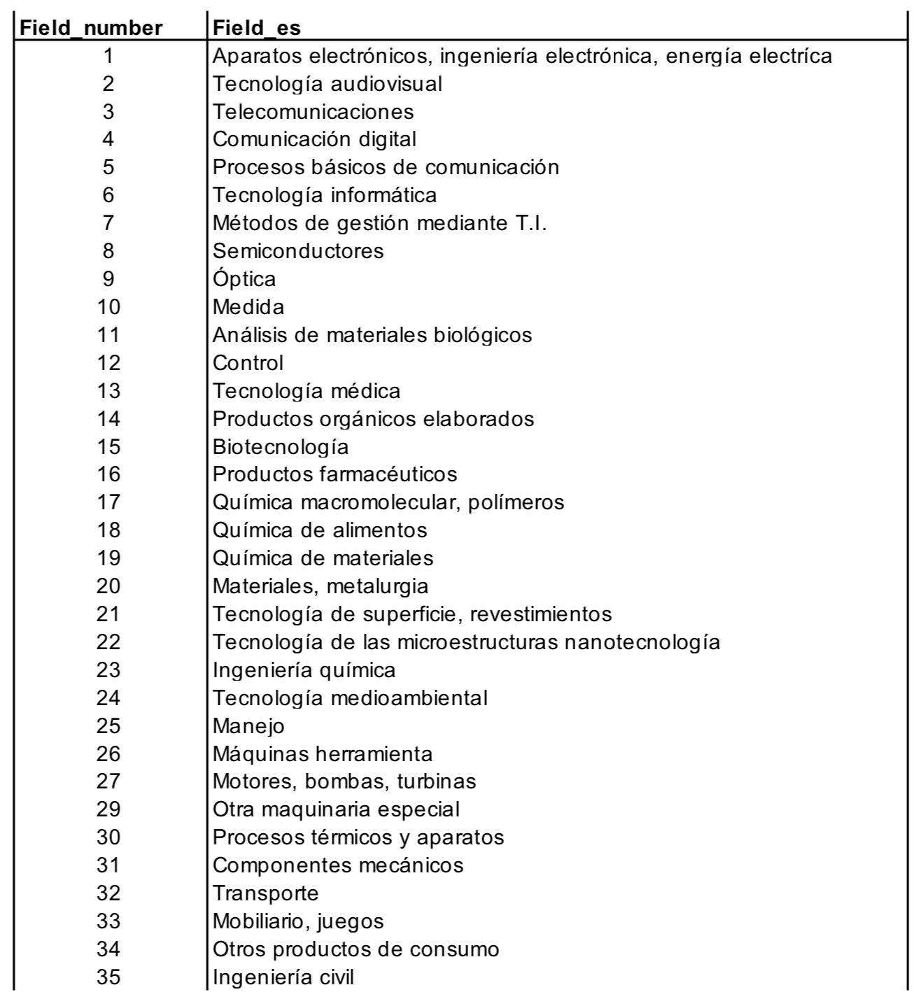 Field_number Field_es
1 Aparatos electrónicos, ingeniería electrónica, energía electríca
2 Tecnología audiovisual
3 Telecomunicaciones
4 Comunicación digital
5 Procesos básicos de comunicación
6 Tecnología informática
7 Métodos de gestión mediante T.I.
8 Semiconductores
9 Óptica
10 Medida
11 Análisis de materiales biológicos
12 Control
13 Tecnología médica
14 Productos orgánicos elaborados
15 Biotecnología
16 Productos farmacéuticos
17 Química macromolecular, polímeros
18 Química de alimentos
19 Química de materiales
20 Materiales, metalurgia
21 Tecnología de superficie, revestimientos
22 Tecnología de las microestructuras nanotecnología
23 Ingeniería química
24 Tecnología medioambiental
25 Manejo
26 Máquinas herramienta
27 Motores, bombas, turbinas
29 Otra maquinaria especial
30 Procesos térmicos y aparatos
31 Componentes mecánicos
32 Transporte
33 Mobiliario, juegos
34 Otros productos de consumo
35 Ingeniería civil